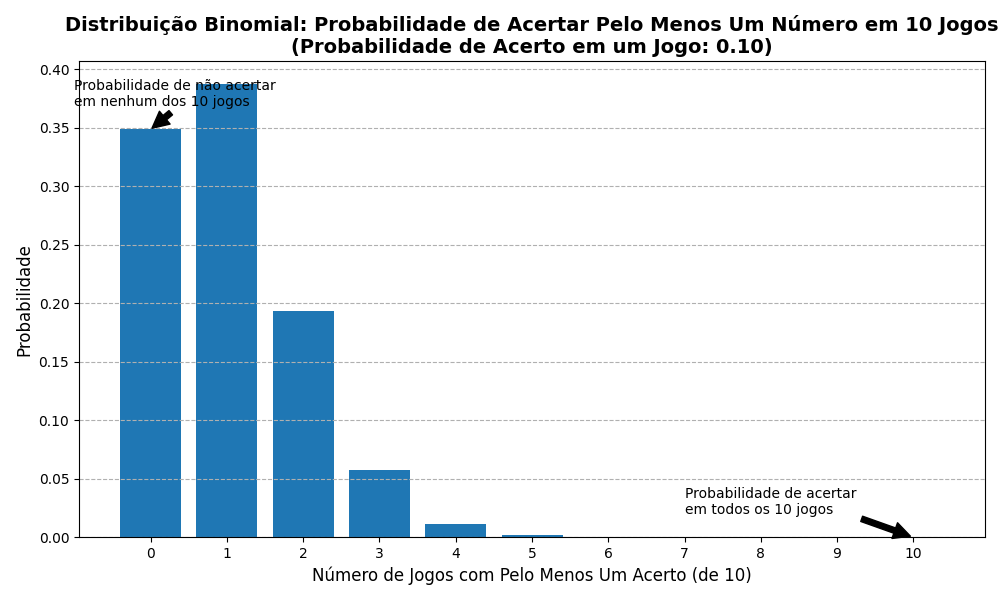 Distribuição Binomial: Probabilidade de Acertar Pelo Menos Um Número em 10 Jogos
(Probabilidade de Acerto em um Jogo: 0.10)
Probabilidade de não acertar
em nenhum dos 10 jogos
Probabilidade de acertar
em todos os 10 jogos
Probabilidade
0.40
0.35
0.30
0.25
0.20
0.15
0.10
0.05
0.00
0 1 2 3 4 5 6 7 8 9 10
Número de Jogos com Pelo Menos Um Acerto (de 10)